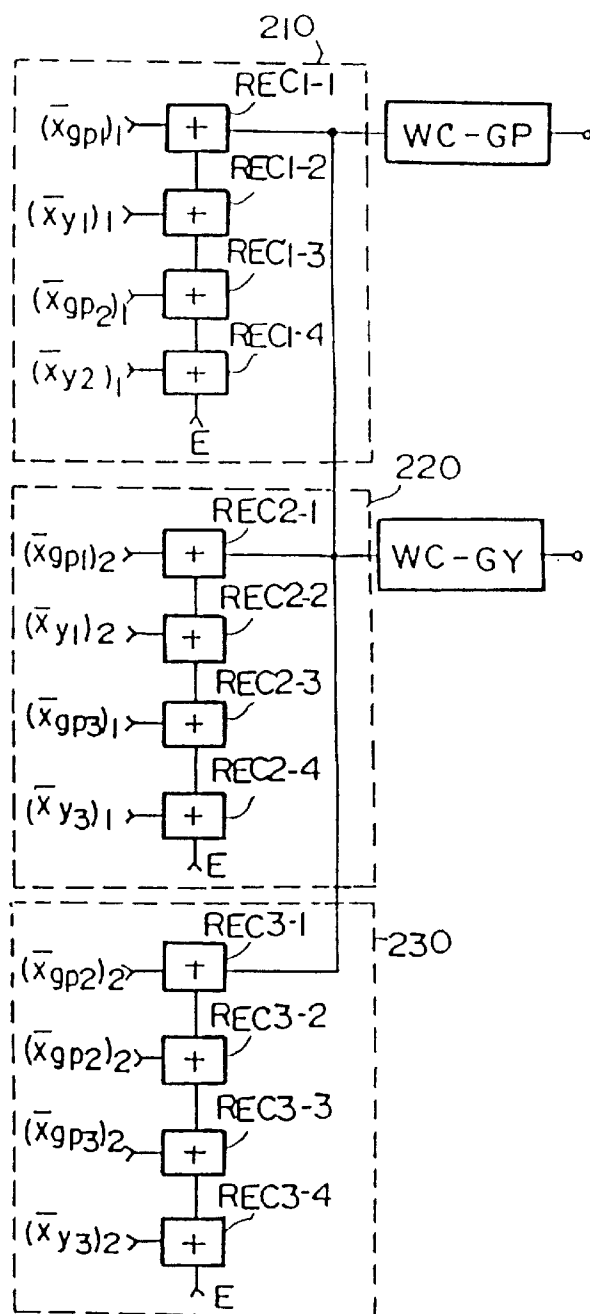 210
REC1-1
(x̄gp1)1
WC-GP
REC1-2
(x̄y1)1
REC1-3
(x̄gp2)1
REC1-4
(x̄y2)1
E
220
REC2-1
(x̄gp1)2
WC-GY
REC2-2
(x̄y1)2
REC2-3
(x̄gp3)1
REC2-4
(x̄y3)1
E
REC3-1
230
(x̄gp2)2
REC3-2
(x̄gp2)2
REC3-3
(x̄gp3)2
REC3-4
(x̄y3)2
E